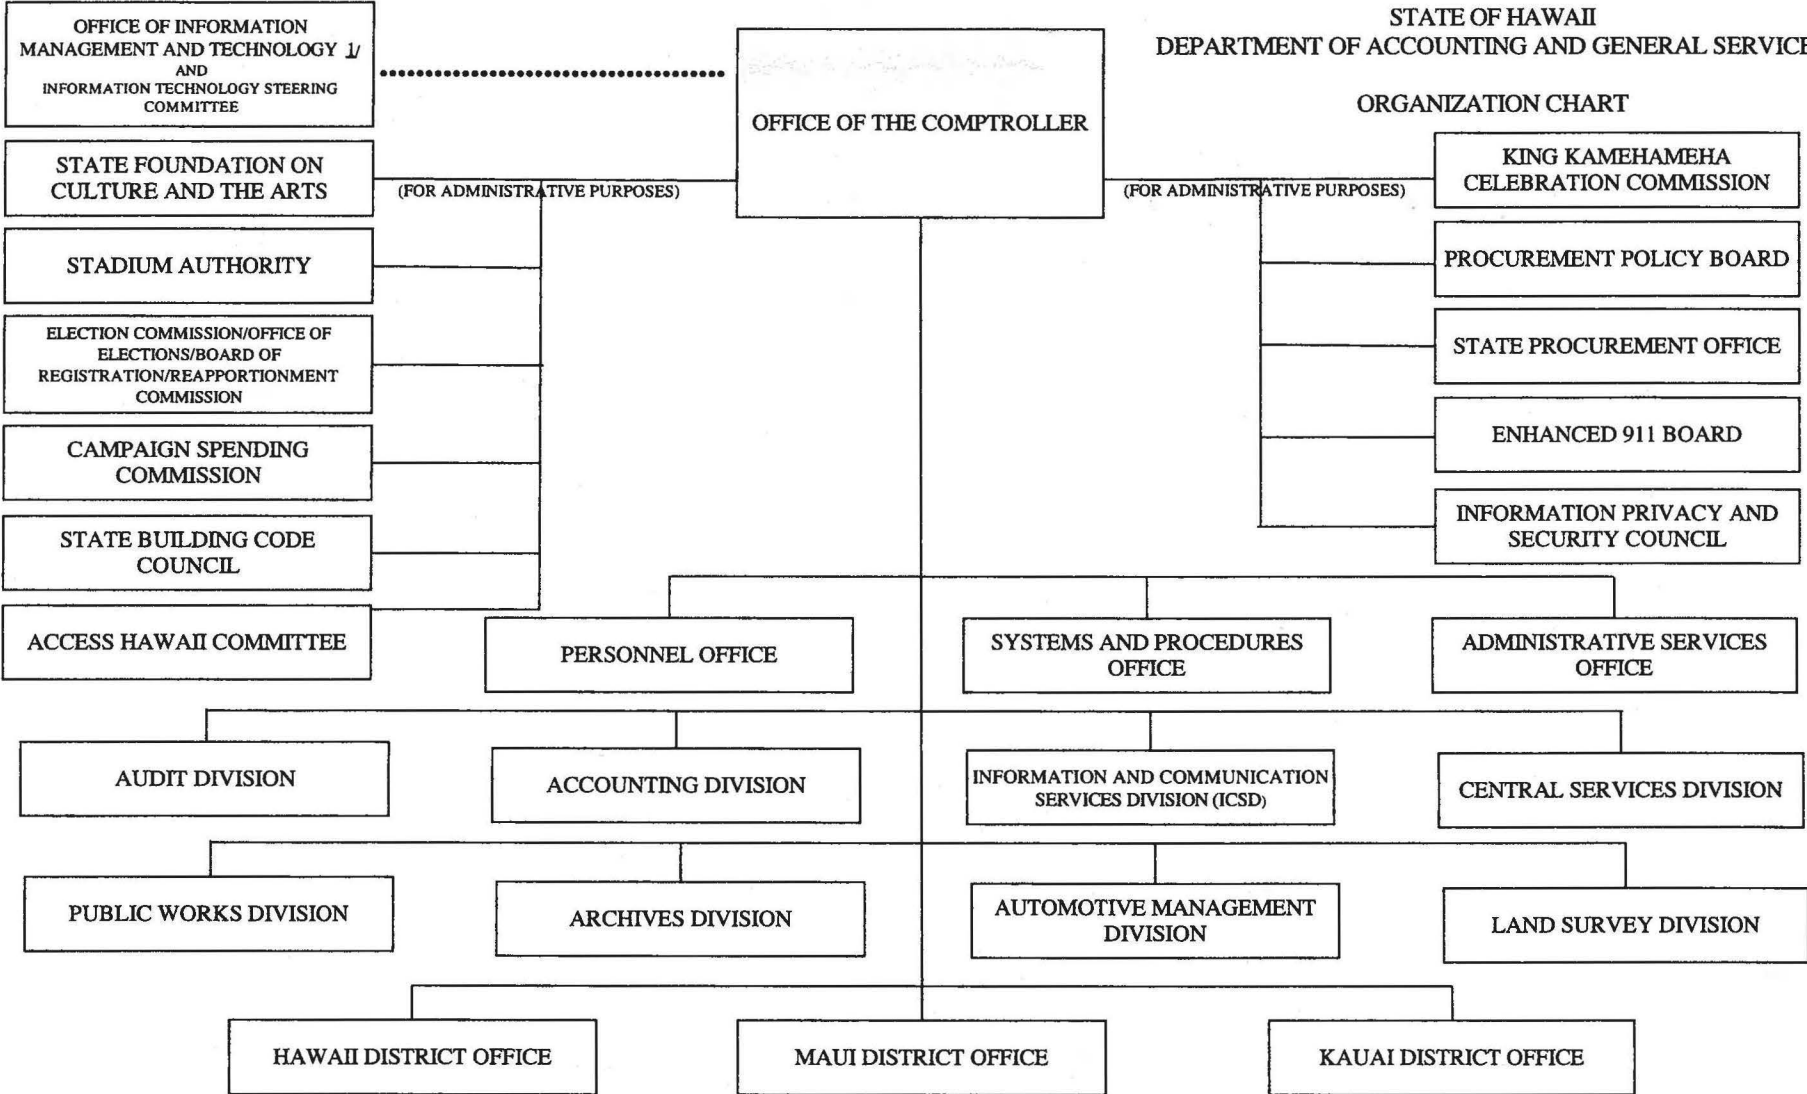 STATE OF HAWAII
DEPARTMENT OF ACCOUNTING AND GENERAL SERVICE
ORGANIZATION CHART
OFFICE OF INFORMATION
MANAGEMENT AND TECHNOLOGY 1/
AND
INFORMATION TECHNOLOGY STEERING
COMMITTEE
OFFICE OF THE COMPTROLLER
STATE FOUNDATION ON
CULTURE AND THE ARTS
(FOR ADMINISTRATIVE PURPOSES)
(FOR ADMINISTRATIVE PURPOSES)
KING KAMEHAMEHA
CELEBRATION COMMISSION
STADIUM AUTHORITY
PROCUREMENT POLICY BOARD
ELECTION COMMISSION/OFFICE OF
ELECTIONS/BOARD OF
REGISTRATION/REAPPORTIONMENT
COMMISSION
STATE PROCUREMENT OFFICE
CAMPAIGN SPENDING
COMMISSION
ENHANCED 911 BOARD
STATE BUILDING CODE
COUNCIL
INFORMATION PRIVACY AND
SECURITY COUNCIL
ACCESS HAWAII COMMITTEE
PERSONNEL OFFICE
SYSTEMS AND PROCEDURES
OFFICE
ADMINISTRATIVE SERVICES
OFFICE
AUDIT DIVISION
ACCOUNTING DIVISION
INFORMATION AND COMMUNICATION
SERVICES DIVISION (ICSD)
CENTRAL SERVICES DIVISION
PUBLIC WORKS DIVISION
ARCHIVES DIVISION
AUTOMOTIVE MANAGEMENT
DIVISION
LAND SURVEY DIVISION
HAWAII DISTRICT OFFICE
MAUI DISTRICT OFFICE
KAUAI DISTRICT OFFICE